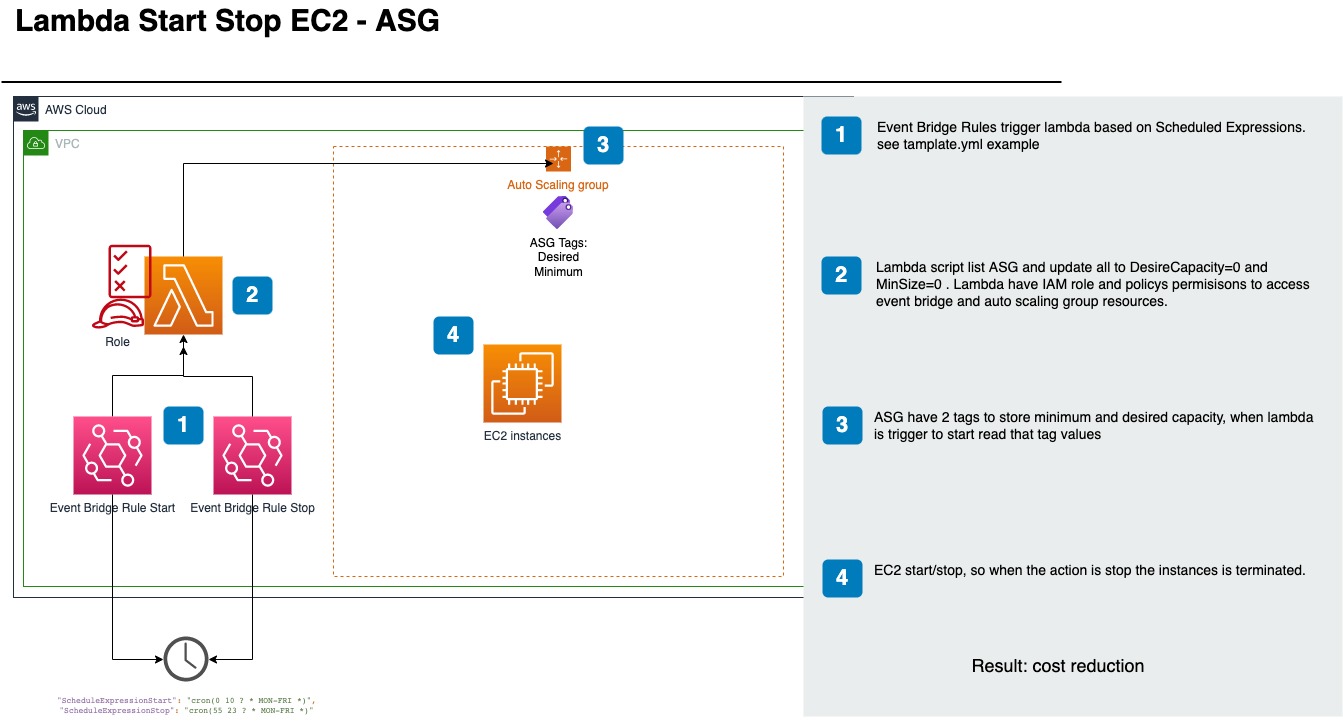 Lambda Start Stop EC2 - ASG
aws
AWS Cloud
VPC
3
Auto Scaling group
ASG Tags:
Desired
Minimum
2
Role
4
EC2 instances
1
Event Bridge Rule Start
Event Bridge Rule Stop
"ScheduleExpressionStart": "cron(0 10 ? * MON-FRI *)",
"ScheduleExpressionStop": "cron(55 23 ? * MON-FRI *)"
1
Event Bridge Rules trigger lambda based on Scheduled Expressions.
see tamplate.yml example
2
Lambda script list ASG and update all to DesireCapacity=0 and
MinSize=0 . Lambda have IAM role and policys permisisons to access
event bridge and auto scaling group resources.
3
ASG have 2 tags to store minimum and desired capacity, when lambda
is trigger to start read that tag values
4
EC2 start/stop, so when the action is stop the instances is terminated.
Result: cost reduction